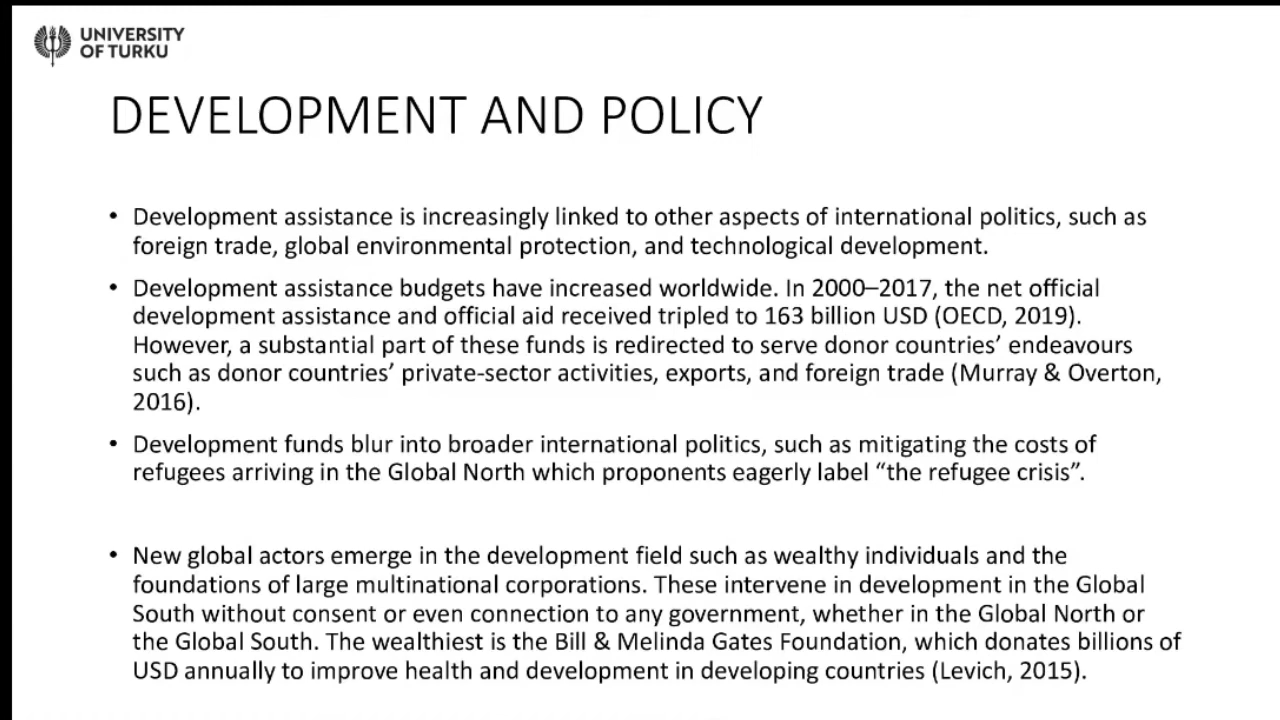 UNIVERSITY
OF TURKU
DEVELOPMENT AND POLICY
• Development assistance is increasingly linked to other aspects of international politics, such as
foreign trade, global environmental protection, and technological development.
• Development assistance budgets have increased worldwide. In 2000–2017, the net official
development assistance and official aid received tripled to 163 billion USD (OECD, 2019).
However, a substantial part of these funds is redirected to serve donor countries’ endeavours
such as donor countries’ private-sector activities, exports, and foreign trade (Murray & Overton,
2016).
• Development funds blur into broader international politics, such as mitigating the costs of
refugees arriving in the Global North which proponents eagerly label “the refugee crisis”.
• New global actors emerge in the development field such as wealthy individuals and the
foundations of large multinational corporations. These intervene in development in the Global
South without consent or even connection to any government, whether in the Global North or
the Global South. The wealthiest is the Bill & Melinda Gates Foundation, which donates billions of
USD annually to improve health and development in developing countries (Levich, 2015).